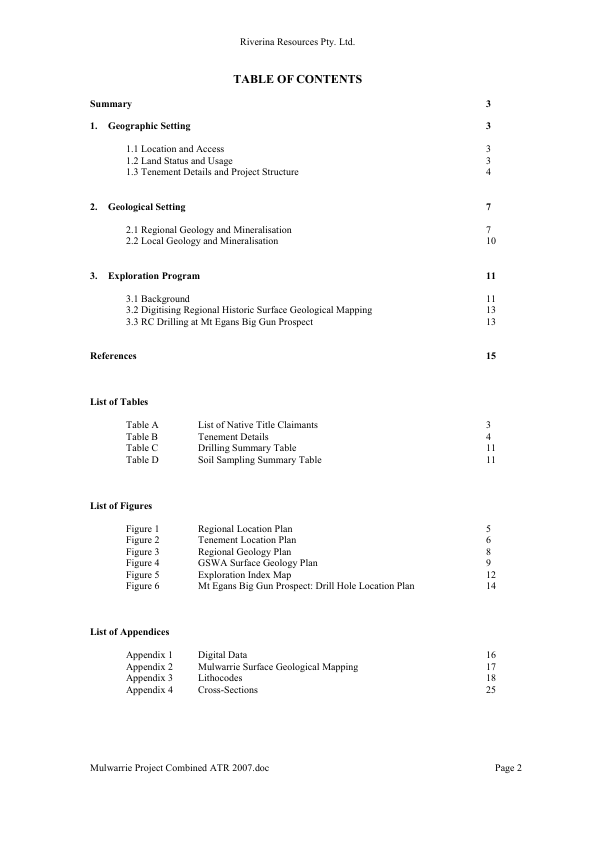 Riverina Resources Pty. Ltd.
TABLE OF CONTENTS
Summary 3
1. Geographic Setting 3
1.1 Location and Access 3
1.2 Land Status and Usage 3
1.3 Tenement Details and Project Structure 4
2. Geological Setting 7
2.1 Regional Geology and Mineralisation 7
2.2 Local Geology and Mineralisation 10
3. Exploration Program 11
3.1 Background 11
3.2 Digitising Regional Historic Surface Geological Mapping 13
3.3 RC Drilling at Mt Egans Big Gun Prospect 13
References 15
List of Tables
Table A List of Native Title Claimants 3
Table B Tenement Details 4
Table C Drilling Summary Table 11
Table D Soil Sampling Summary Table 11
List of Figures
Figure 1 Regional Location Plan 5
Figure 2 Tenement Location Plan 6
Figure 3 Regional Geology Plan 8
Figure 4 GSWA Surface Geology Plan 9
Figure 5 Exploration Index Map 12
Figure 6 Mt Egans Big Gun Prospect: Drill Hole Location Plan 14
List of Appendices
Appendix 1 Digital Data 16
Appendix 2 Mulwarrie Surface Geological Mapping 17
Appendix 3 Lithocodes 18
Appendix 4 Cross-Sections 25
Mulwarrie Project Combined ATR 2007.doc Page 2